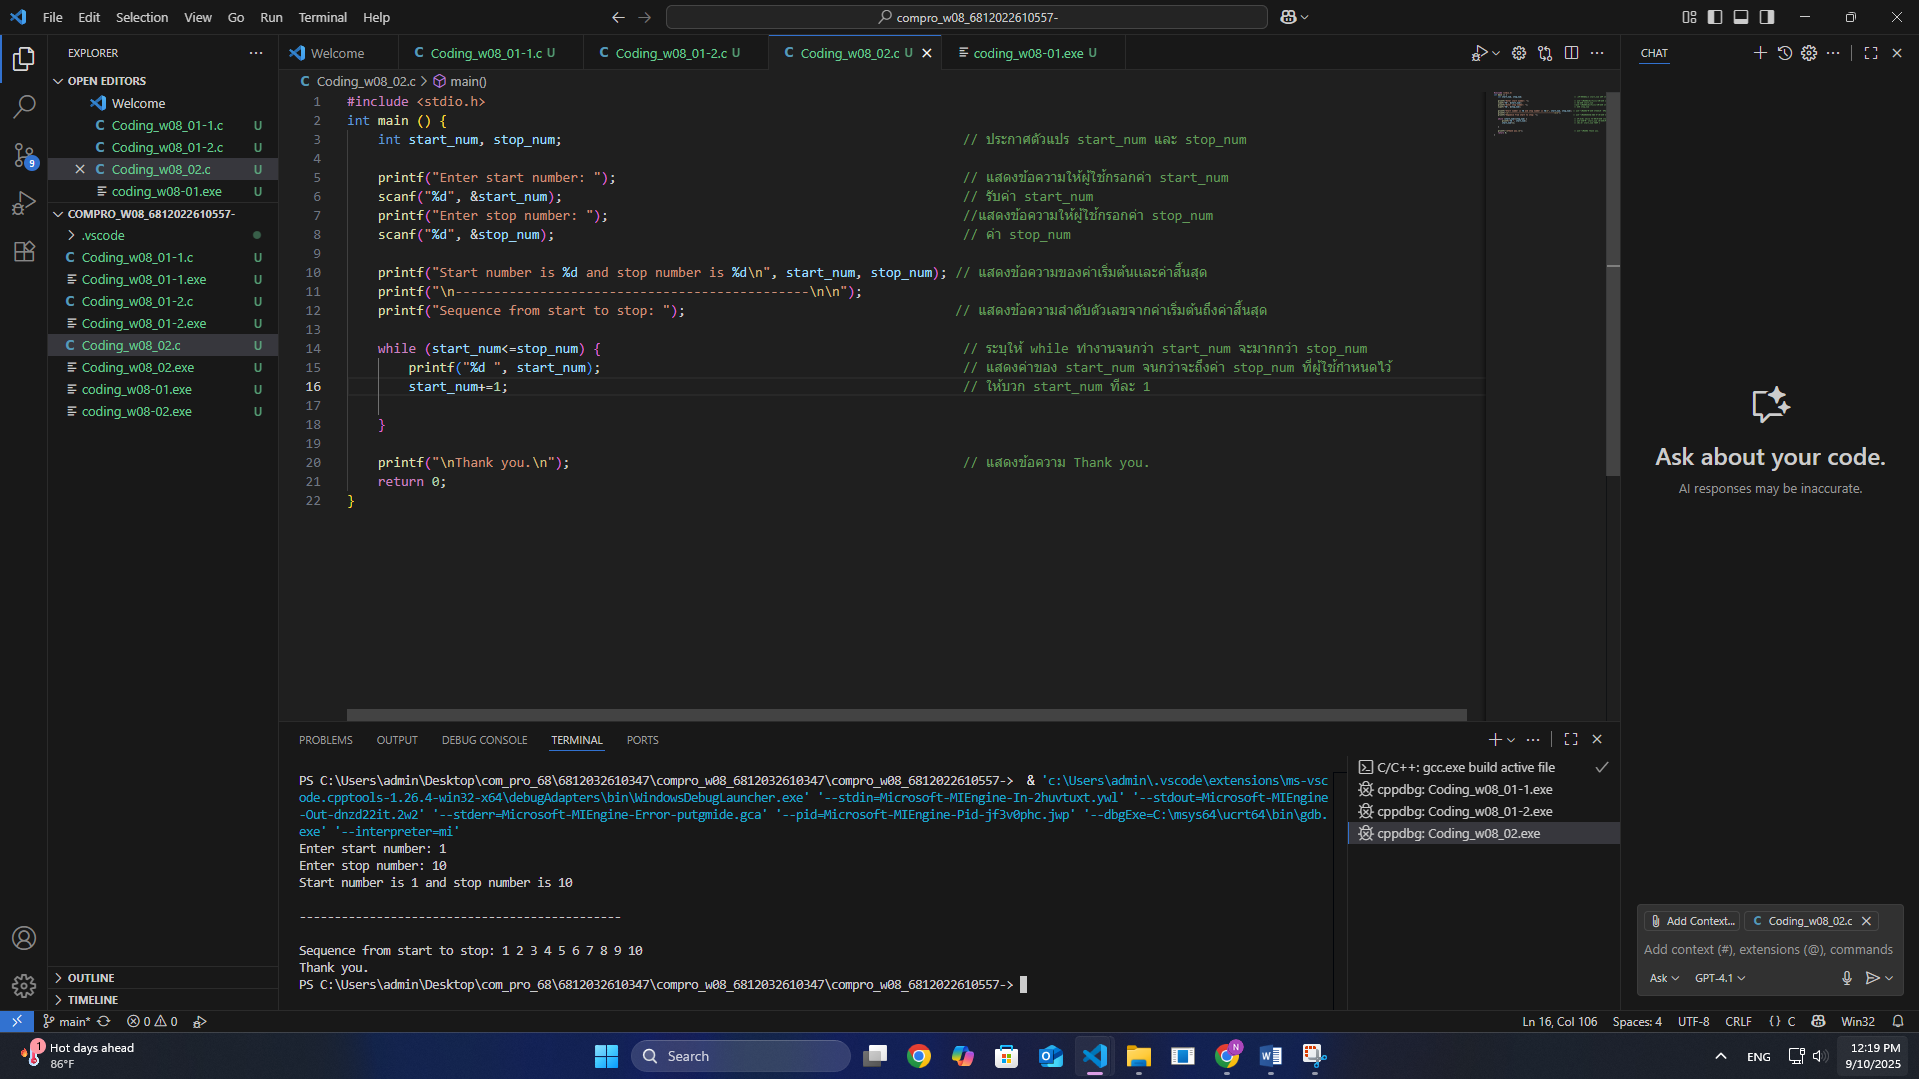 File Edit Selection View Go Run Terminal Help
compro_w08_6812022610557-
EXPLORER
OPEN EDITORS
Welcome
Coding_w08_01-1.c U
Coding_w08_01-2.c U
Coding_w08_02.c U
coding_w08-01.exe U
COMPRO_W08_6812022610557-
.vscode
Coding_w08_01-1.c U
Coding_w08_01-1.exe U
Coding_w08_01-2.c U
Coding_w08_01-2.exe U
Coding_w08_02.c U
Coding_w08_02.exe U
coding_w08-01.exe U
coding_w08-02.exe U
OUTLINE
TIMELINE
9
Welcome C Coding_w08_01-1.c U C Coding_w08_01-2.c U C Coding_w08_02.c U coding_w08-01.exe U
C Coding_w08_02.c > main()
1 #include <stdio.h>
2 int main () {
3 int start_num, stop_num; // ประกาศตัวแปร start_num และ stop_num
4
5 printf("Enter start number: "); // แสดงข้อความให้ผู้ใช้กรอกค่า start_num
6 scanf("%d", &start_num); // รับค่า start_num
7 printf("Enter stop number: "); //แสดงข้อความให้ผู้ใช้กรอกค่า stop_num
8 scanf("%d", &stop_num); // ค่า stop_num
9
10 printf("Start number is %d and stop number is %d\n", start_num, stop_num); // แสดงข้อความของค่าเริ่มต้นและค่าสิ้นสุด
11 printf("\n----------------------------------------------\n\n");
12 printf("Sequence from start to stop: "); // แสดงข้อความลำดับตัวเลขจากค่าเริ่มต้นถึงค่าสิ้นสุด
13
14 while (start_num<=stop_num) { // ระบุให้ while ทำงานจนกว่า start_num จะมากกว่า stop_num
15 printf("%d ", start_num); // แสดงค่าของ start_num จนกว่าจะถึงค่า stop_num ที่ผู้ใช้กำหนดไว้
16 start_num+=1; // ให้บวก start_num ทีละ 1
17
18 }
19
20 printf("\nThank you.\n"); // แสดงข้อความ Thank you.
21 return 0;
22 }
PROBLEMS OUTPUT DEBUG CONSOLE TERMINAL PORTS
PS C:\Users\admin\Desktop\com_pro_68\6812032610347\compro_w08_6812032610347\compro_w08_6812022610557-> & 'c:\Users\admin\.vscode\extensions\ms-vsc
ode.cpptools-1.26.4-win32-x64\debugAdapters\bin\WindowsDebugLauncher.exe' '--stdin=Microsoft-MIEngine-In-2huvtuxt.ywl' '--stdout=Microsoft-MIEngine
-Out-dnzd22it.2w2' '--stderr=Microsoft-MIEngine-Error-putgmide.gca' '--pid=Microsoft-MIEngine-Pid-jf3v0phc.jwp' '--dbgExe=C:\msys64\ucrt64\bin\gdb.
exe' '--interpreter=mi'
Enter start number: 1
Enter stop number: 10
Start number is 1 and stop number is 10
----------------------------------------------
Sequence from start to stop: 1 2 3 4 5 6 7 8 9 10
Thank you.
PS C:\Users\admin\Desktop\com_pro_68\6812032610347\compro_w08_6812032610347\compro_w08_6812022610557->
C/C++: gcc.exe build active file
cppdbg: Coding_w08_01-1.exe
cppdbg: Coding_w08_01-2.exe
cppdbg: Coding_w08_02.exe
CHAT
Ask about your code.
AI responses may be inaccurate.
Add Context... C Coding_w08_02.c
Add context (#), extensions (@), commands
Ask GPT-4.1
main* 0 0
Ln 16, Col 106 Spaces: 4 UTF-8 CRLF {} C Win32
1
Hot days ahead
86°F
Search
N
ENG
12:19 PM
9/10/2025